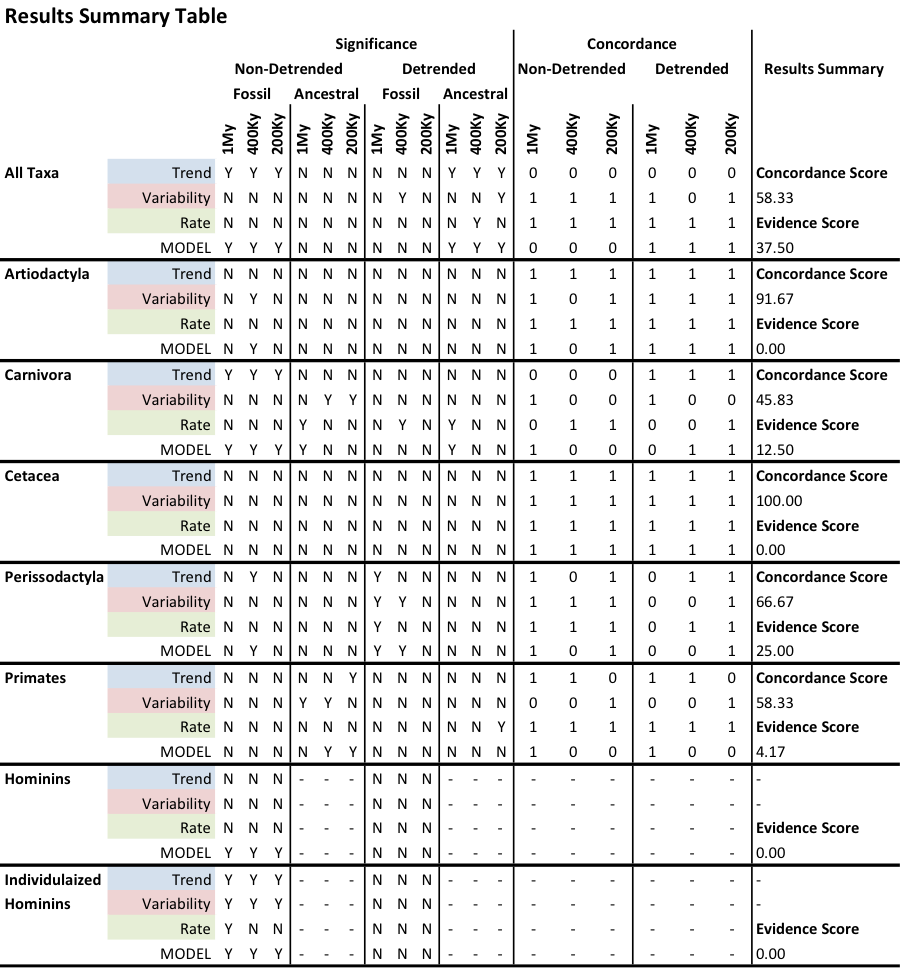 Results Summary Table
Significance Concordance
Non-Detrended Detrended Non-Detrended Detrended Results Summary
Fossil Ancestral Fossil Ancestral
1My 400Ky 200Ky 1My 400Ky 200Ky 1My 400Ky 200Ky 1My 400Ky 200Ky 1My 400Ky 200Ky 1My 400Ky 200Ky
All Taxa Trend Y Y Y N N N N N N Y Y Y 0 0 0 0 0 0 Concordance Score
Variability N N N N N N N Y N N N Y 1 1 1 1 0 1 58.33
Rate N N N N N N N N N N Y N 1 1 1 1 1 1 Evidence Score
MODEL Y Y Y N N N N N N Y Y Y 0 0 0 1 1 1 37.50
Artiodactyla Trend N N N N N N N N N N N N 1 1 1 1 1 1 Concordance Score
Variability N Y N N N N N N N N N N 1 0 1 1 1 1 91.67
Rate N N N N N N N N N N N N 1 1 1 1 1 1 Evidence Score
MODEL N Y N N N N N N N N N N 1 0 1 1 1 1 0.00
Carnivora Trend Y Y Y N N N N N N N N N 0 0 0 1 1 1 Concordance Score
Variability N N N N Y Y N N N N N N 1 0 0 1 0 0 45.83
Rate N N N Y N N N Y N Y N N 0 1 1 0 0 1 Evidence Score
MODEL Y Y Y Y N N N N N Y N N 1 0 0 0 1 1 12.50
Cetacea Trend N N N N N N N N N N N N 1 1 1 1 1 1 Concordance Score
Variability N N N N N N N N N N N N 1 1 1 1 1 1 100.00
Rate N N N N N N N N N N N N 1 1 1 1 1 1 Evidence Score
MODEL N N N N N N N N N N N N 1 1 1 1 1 1 0.00
Perissodactyla Trend N Y N N N N Y N N N N N 1 0 1 0 1 1 Concordance Score
Variability N N N N N N Y Y N N N N 1 1 1 0 0 1 66.67
Rate N N N N N N Y N N N N N 1 1 1 0 1 1 Evidence Score
MODEL N Y N N N N Y Y N N N N 1 0 1 0 0 1 25.00
Primates Trend N N N N N Y N N N N N N 1 1 0 1 1 0 Concordance Score
Variability N N N Y Y N N N N N N N 0 0 1 0 0 1 58.33
Rate N N N N N N N N N N N Y 1 1 1 1 1 1 Evidence Score
MODEL N N N N Y Y N N N N N N 1 0 0 1 0 0 4.17
Hominins Trend N N N - - - N N N - - - - - - - - - -
Variability N N N - - - N N N - - - - - - - - - -
Rate N N N - - - N N N - - - - - - - - - Evidence Score
MODEL Y Y Y - - - N N N - - - - - - - - - 0.00
Individulaized Trend Y Y Y - - - N N N - - - - - - - - - -
Hominins Variability Y Y Y - - - N N N - - - - - - - - - -
Rate Y N N - - - N N N - - - - - - - - - Evidence Score
MODEL Y Y Y - - - N N N - - - - - - - - - 0.00